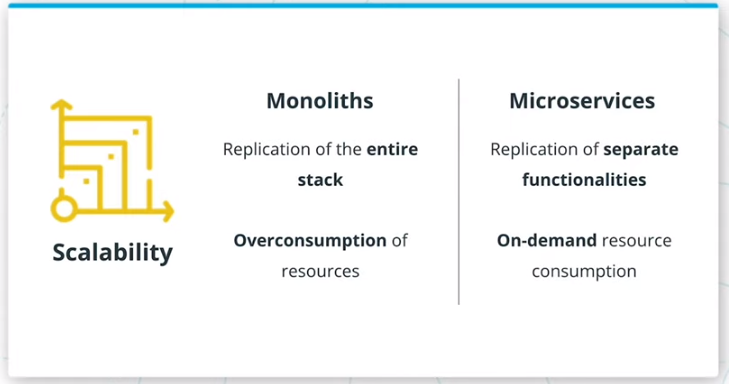 Scalability
Monoliths
Replication of the entire
stack
Overconsumption of
resources
Microservices
Replication of separate
functionalities
On-demand resource
consumption